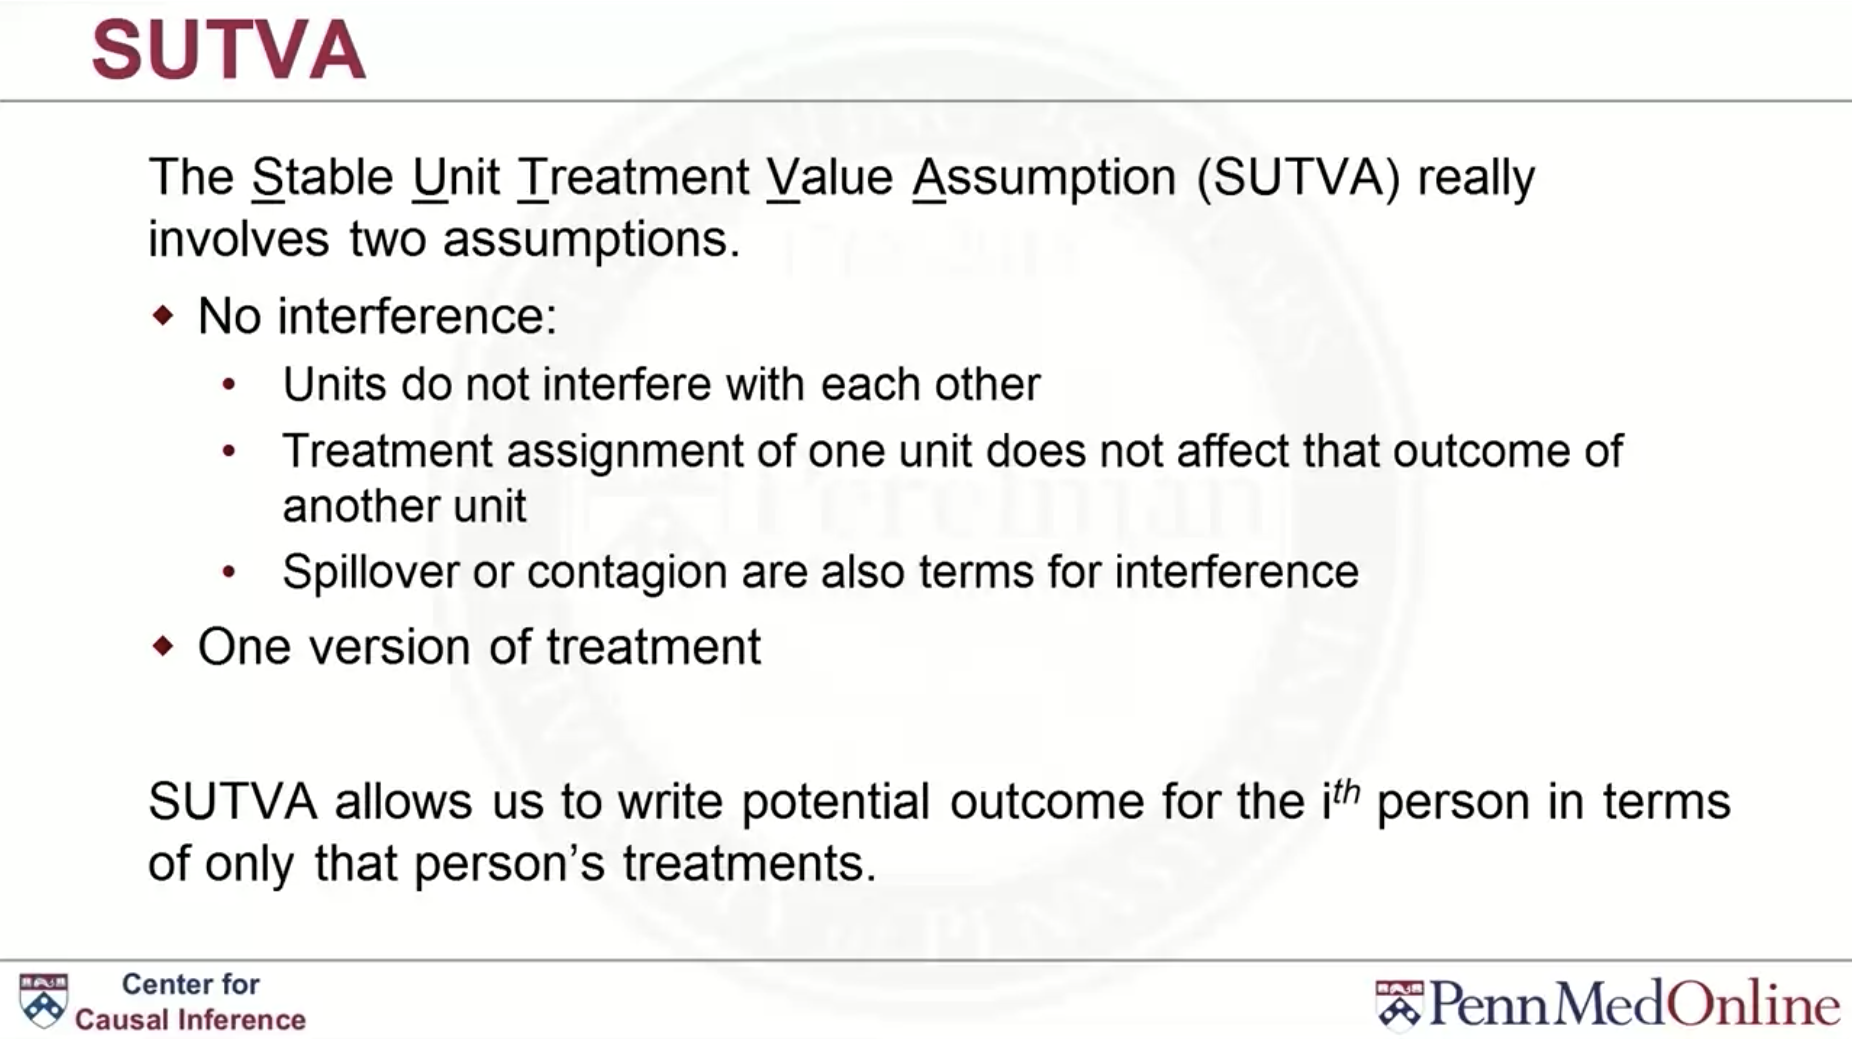 SUTVA
The Stable Unit Treatment Value Assumption (SUTVA) really
involves two assumptions.
No interference:
Units do not interfere with each other
Treatment assignment of one unit does not affect that outcome of
another unit
Spillover or contagion are also terms for interference
One version of treatment
SUTVA allows us to write potential outcome for the ith person in terms
of only that person's treatments.
Center for
Causal Inference
PennMedOnline